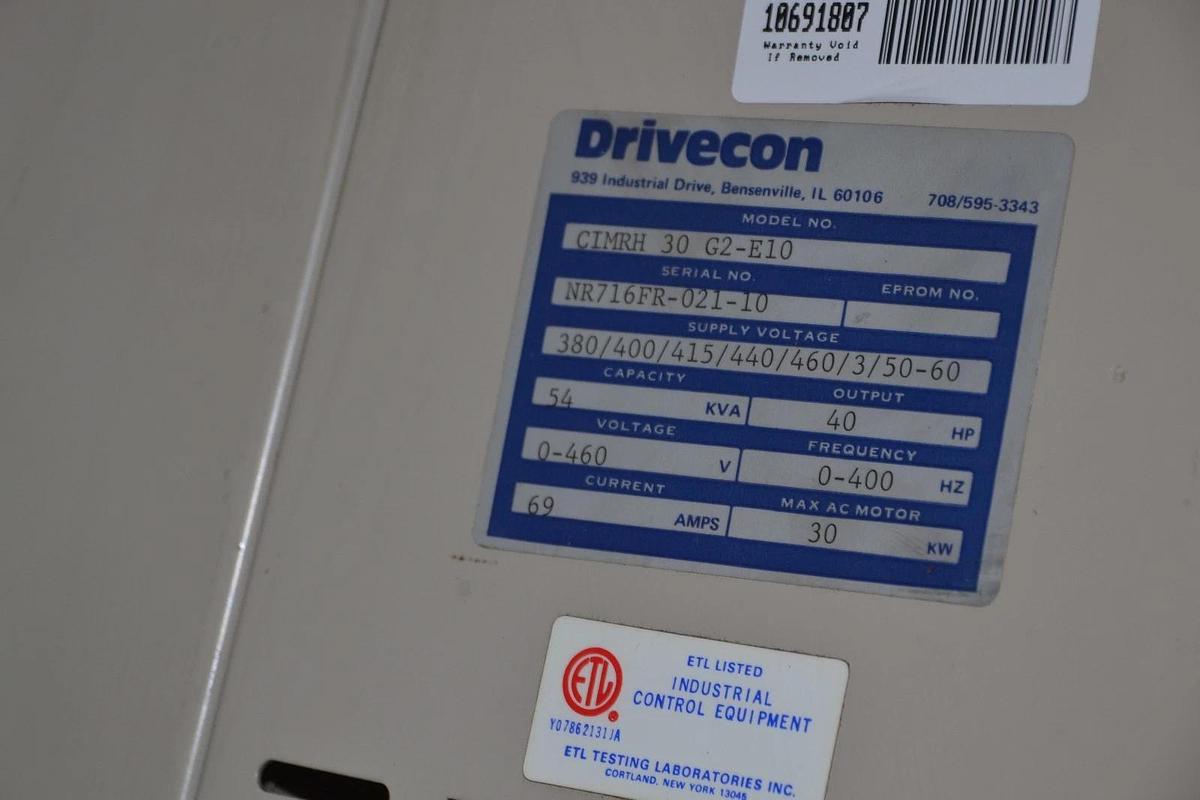 10691807
Warranty Void
If Removed
Drivecon
939 Industrial Drive, Bensenville, IL 60106 708/595-3343
MODEL NO.
CIMRH 30 G2-E10
SERIAL NO. EPROM NO.
NR716FR-021-10
SUPPLY VOLTAGE
380/400/415/440/460/3/50-60
CAPACITY OUTPUT
54 KVA 40 HP
VOLTAGE FREQUENCY
0-460 V 0-400 HZ
CURRENT MAX AC MOTOR
69 AMPS 30 KW
ETL
ETL LISTED
INDUSTRIAL
CONTROL EQUIPMENT
ETL TESTING LABORATORIES INC.
CORTLAND, NEW YORK 13045